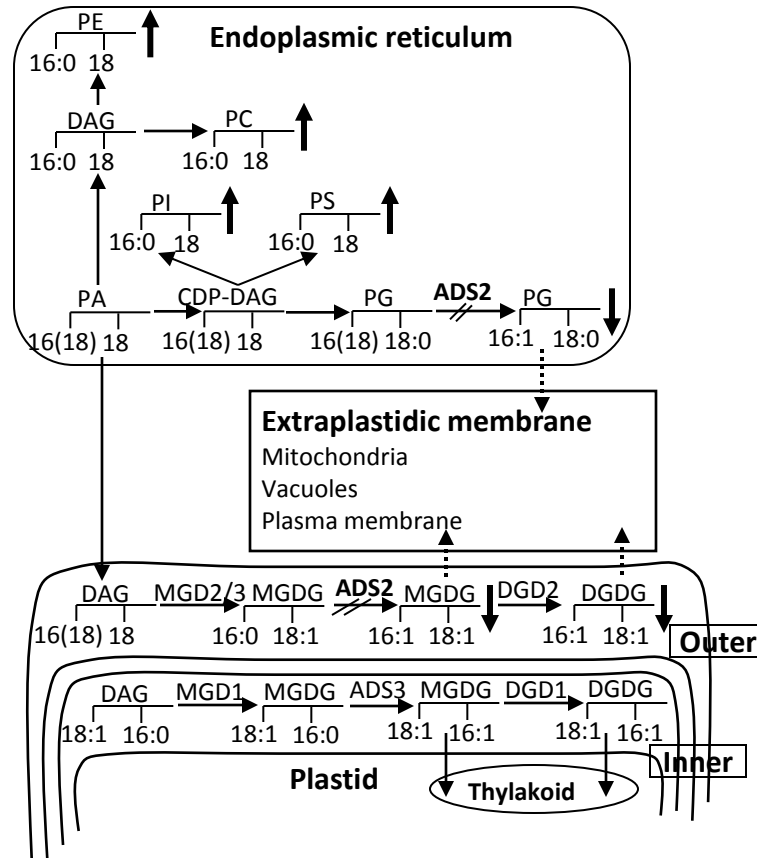 PE
Endoplasmic reticulum
16:0 18
DAG
PC
16:0 18
16:0 18
PI
PS
16:0 18
16:0 18
PA
CDP-DAG
PG
ADS2
PG
16(18) 18
16(18) 18
16(18) 18:0
16:1 18:0
Extraplastidic membrane
Mitochondria
Vacuoles
Plasma membrane
DAG MGD2/3 MGDG ADS2 MGDG DGD2 DGDG
16(18) 18
16:0 18:1
16:1 18:1
16:1 18:1
Outer
DAG MGD1 MGDG ADS3 MGDG DGD1 DGDG
18:1 16:0
18:1 16:0
18:1 16:1
18:1 16:1
Inner
Plastid
Thylakoid